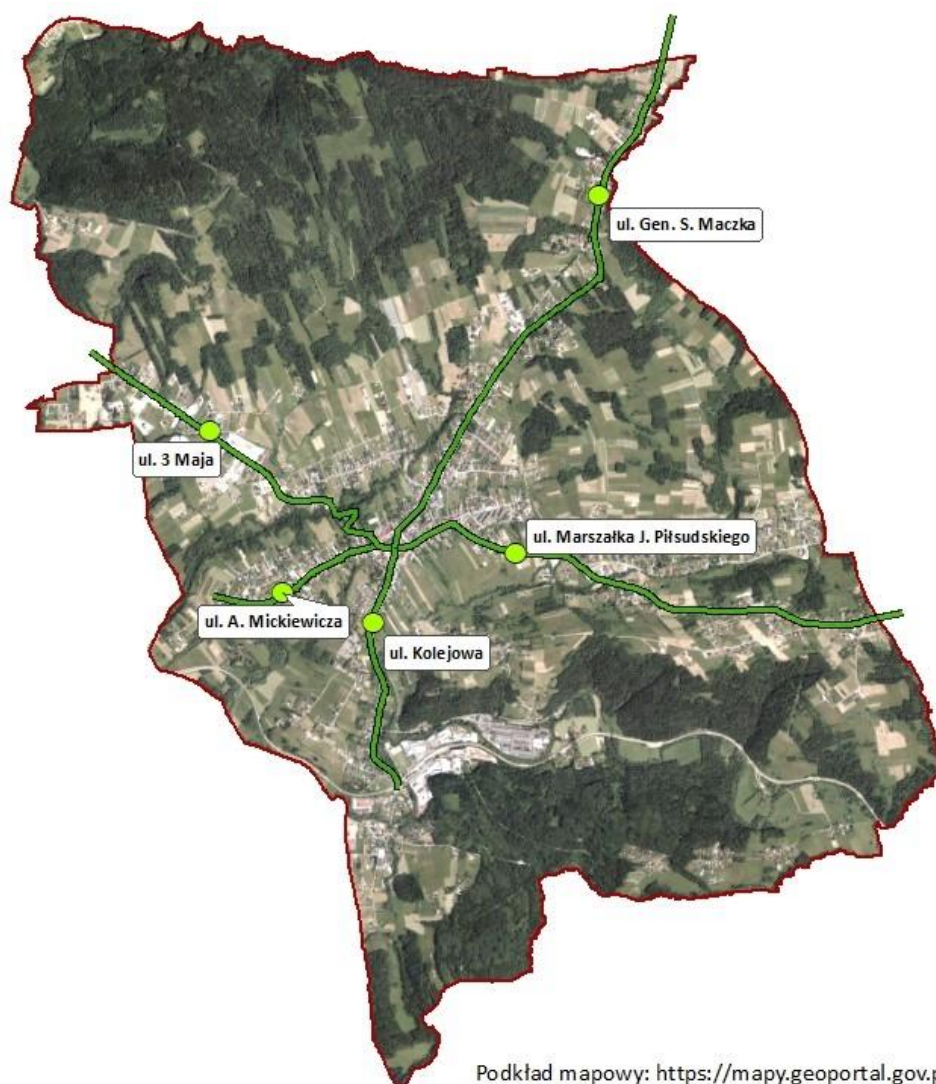 ul. Gen. S. Maczka
ul. 3 Maja
ul. Marszałka J. Piłsudskiego
ul. A. Mickiewicza
ul. Kolejowa
Podkład mapowy: https://mapy.geoportal.gov.p